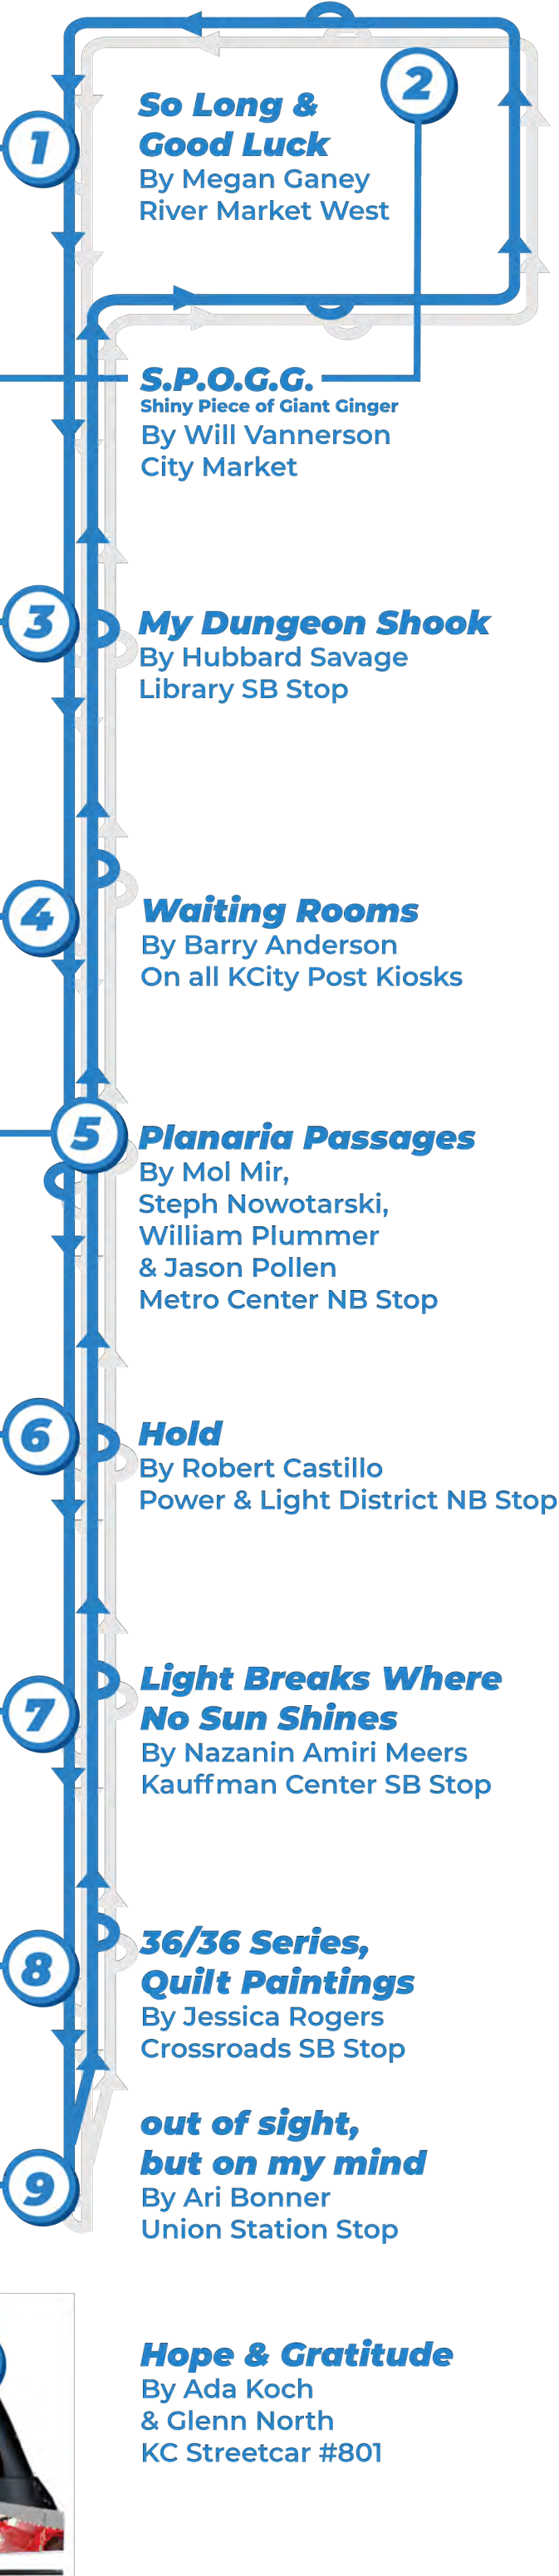 2
1
So Long &
Good Luck
By Megan Ganey
River Market West
S.P.O.G.G.
Shiny Piece of Giant Ginger
By Will Vannerson
City Market
3
My Dungeon Shook
By Hubbard Savage
Library SB Stop
4
Waiting Rooms
By Barry Anderson
On all KCity Post Kiosks
5
Planaria Passages
By Mol Mir,
Steph Nowotarski,
William Plummer
& Jason Pollen
Metro Center NB Stop
6
Hold
By Robert Castillo
Power & Light District NB Stop
7
Light Breaks Where
No Sun Shines
By Nazanin Amiri Meers
Kauffman Center SB Stop
8
36/36 Series,
Quilt Paintings
By Jessica Rogers
Crossroads SB Stop
9
out of sight,
but on my mind
By Ari Bonner
Union Station Stop
Hope & Gratitude
By Ada Koch
& Glenn North
KC Streetcar #801